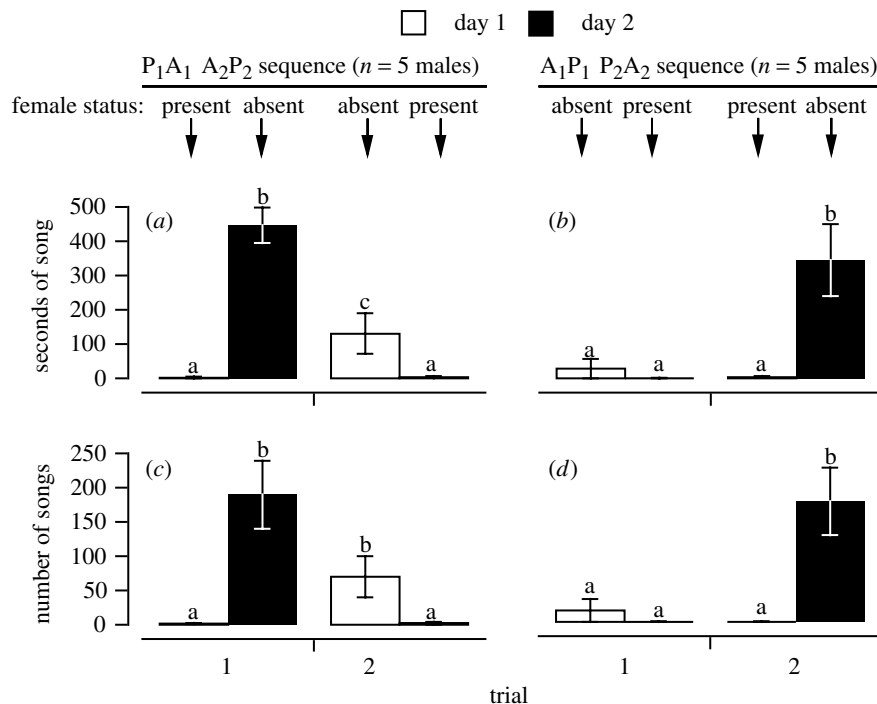 day 1 day 2
P₁A₁ A₂P₂ sequence (n = 5 males) A₁P₁ P₂A₂ sequence (n = 5 males)
female status: present absent absent present absent present present absent
seconds of song
500
400
300
200
100
0
(a)
a b c a
(b)
a a a b
number of songs
250
200
150
100
50
0
(c)
a b b a
(d)
a a a b
1 2 1 2
trial